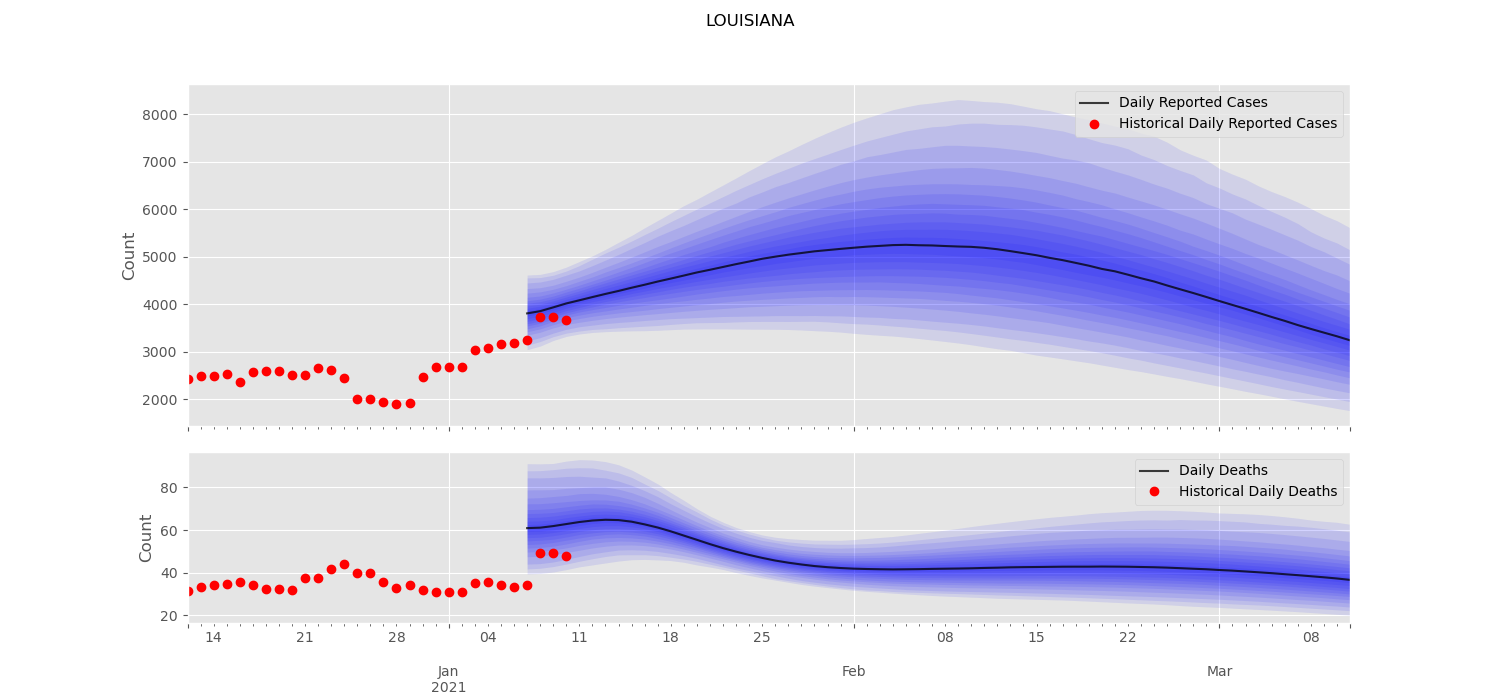 LOUISIANA
Daily Reported Cases
Historical Daily Reported Cases
8000
7000
6000
5000
4000
3000
2000
Count
Daily Deaths
Historical Daily Deaths
80
60
40
20
Count
14 21 28 04 11 18 25 08 15 22 08
Jan Feb Mar
2021